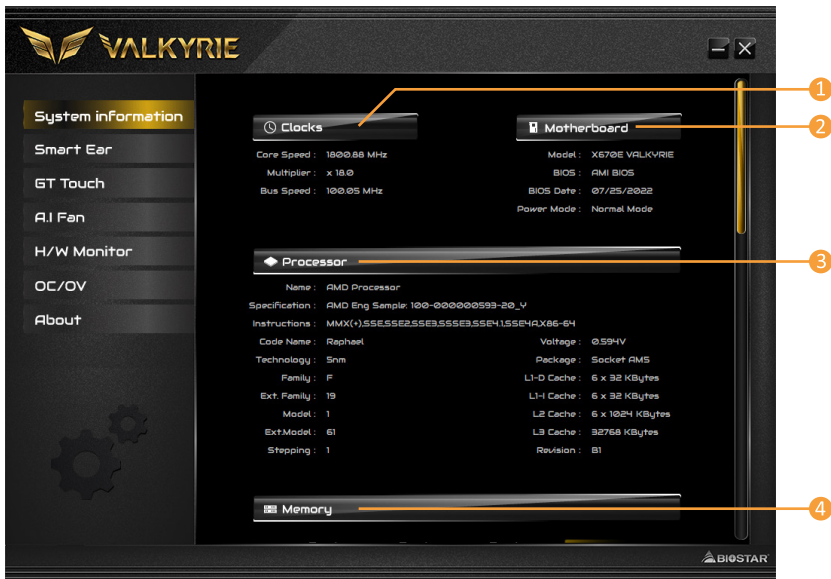 VALKYRIE
System information
Smart Ear
GT Touch
A.I Fan
H/W Monitor
OC/OV
About
Clocks
Core Speed : 1800.88 MHz
Multiplier : x 18.0
Bus Speed : 100.05 MHz
Motherboard
Model : X670E VALKYRIE
BIOS : AMI BIOS
BIOS Date : 07/25/2022
Power Mode : Normal Mode
Processor
Name : AMD Processor
Specification : AMD Eng Sample: 100-000000593-20_Y
Instructions : MMX(+),SSE,SSE2,SSE3,SSSE3,SSE4.1,SSE4A,X86-64
Code Name : Raphael
Technology : 5nm
Family : F
Ext. Family : 19
Model : 1
Ext.Model : 61
Stepping : 1
Voltage : 0.594V
Package : Socket AM5
L1-D Cache : 6 x 32 KBytes
L1-I Cache : 6 x 32 KBytes
L2 Cache : 6 x 1024 KBytes
L3 Cache : 32768 KBytes
Revision : B1
Memory
BIOSTAR
1
2
3
4